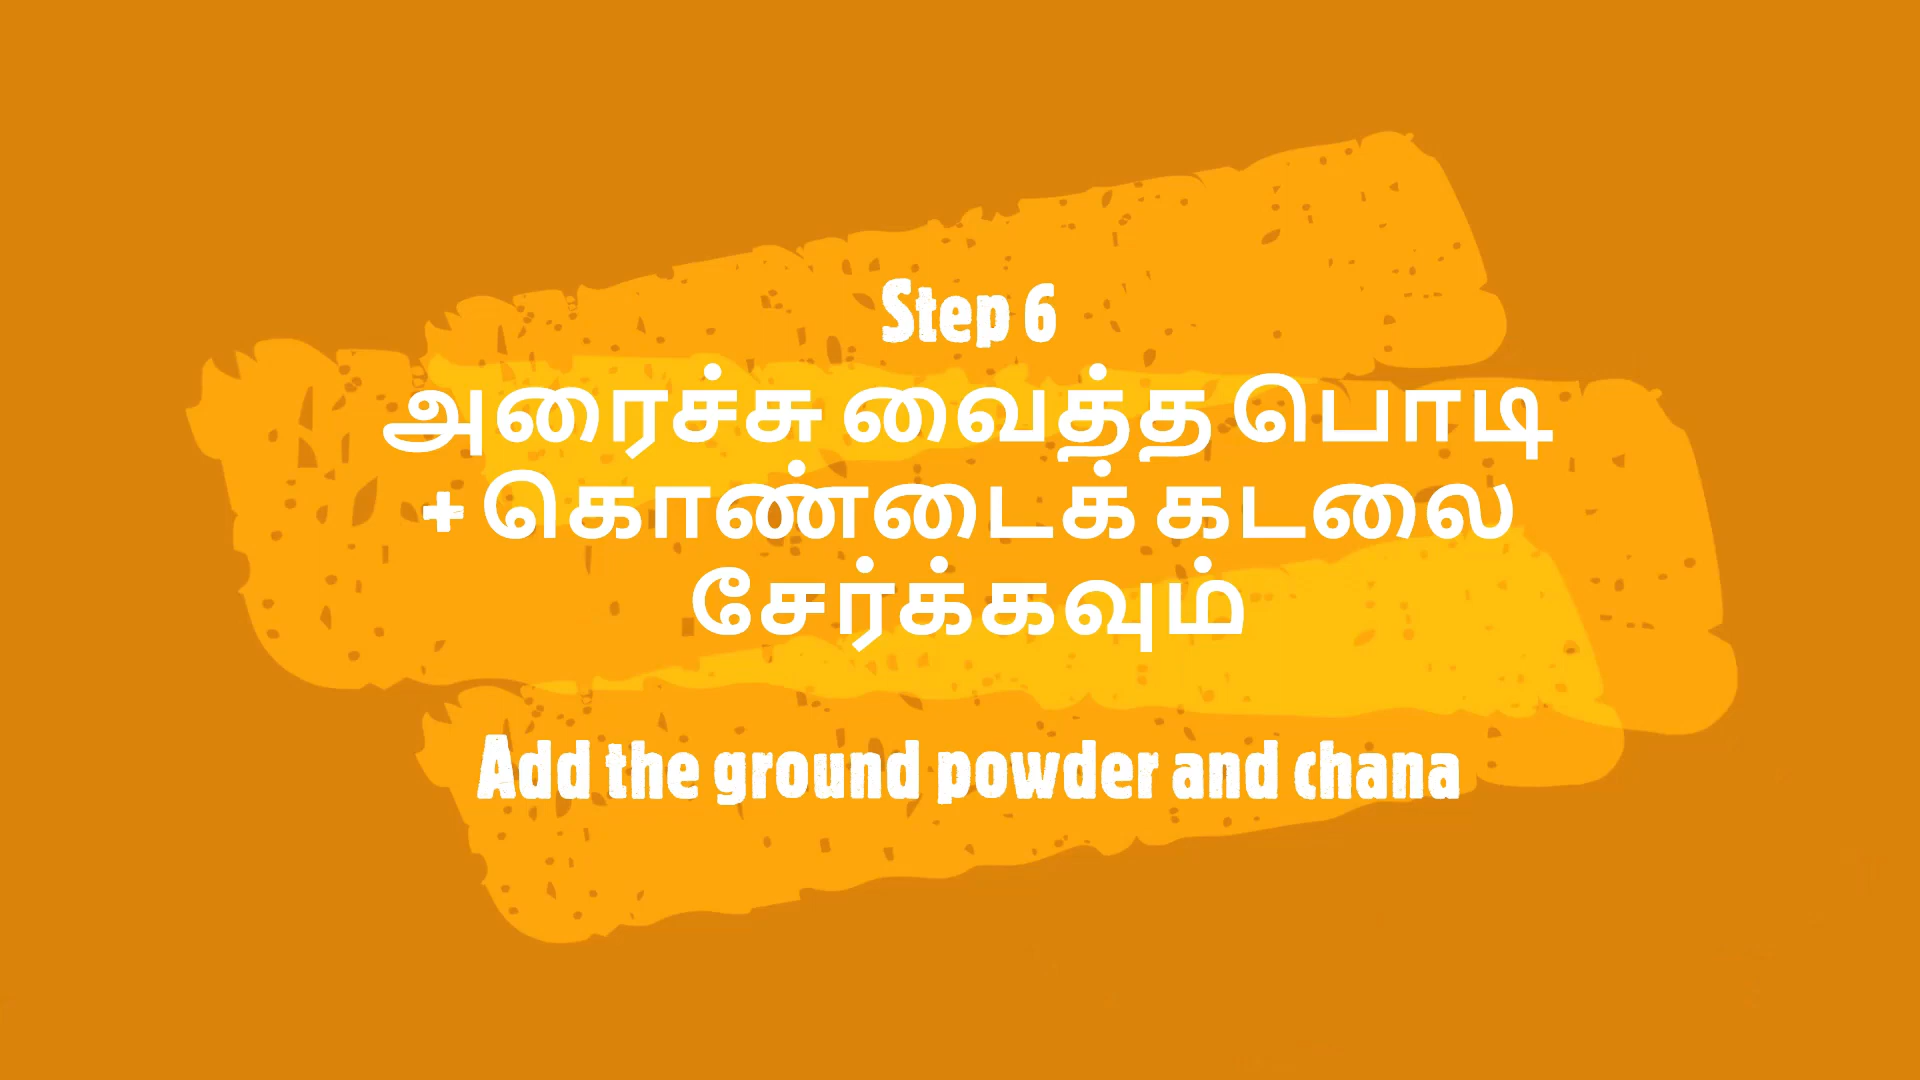 Step 6
அரைச்சு வைத்த பொடி
+ கொண்டைக் கடலை
சேர்க்கவும்
Add the ground powder and chana